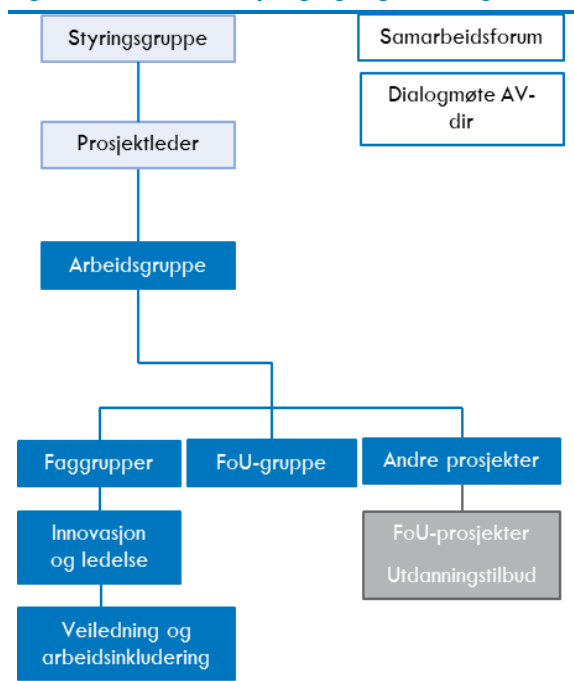 Styringsgruppe
Samarbeidsforum
Dialogmøte AV-
dir
Prosjektleder
Arbeidsgruppe
Faggrupper
FoU-gruppe
Andre prosjekter
Innovasjon
og ledelse
FoU-prosjekter
Utdanningstilbud
Veiledning og
arbeidsinkludering